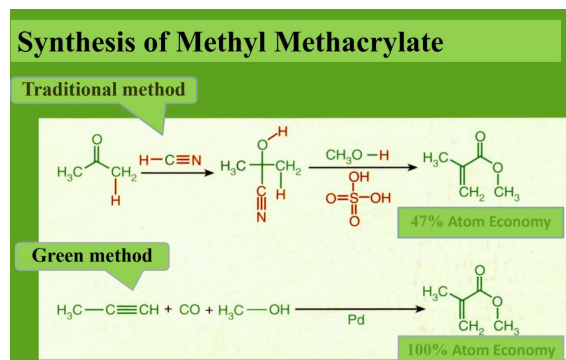 Synthesis of Methyl Methacrylate
Traditional method
O
H₃C CH₂
H
H—C≡N
O—H
H₃C CH₂
C H
N
CH₃O—H
OH
O=S—OH
O
O
H₃C O
CH₂ CH₃
47% Atom Economy
Green method
H₃C—C≡CH + CO + H₃C—OH
Pd
O
H₃C O
CH₂ CH₃
100% Atom Economy